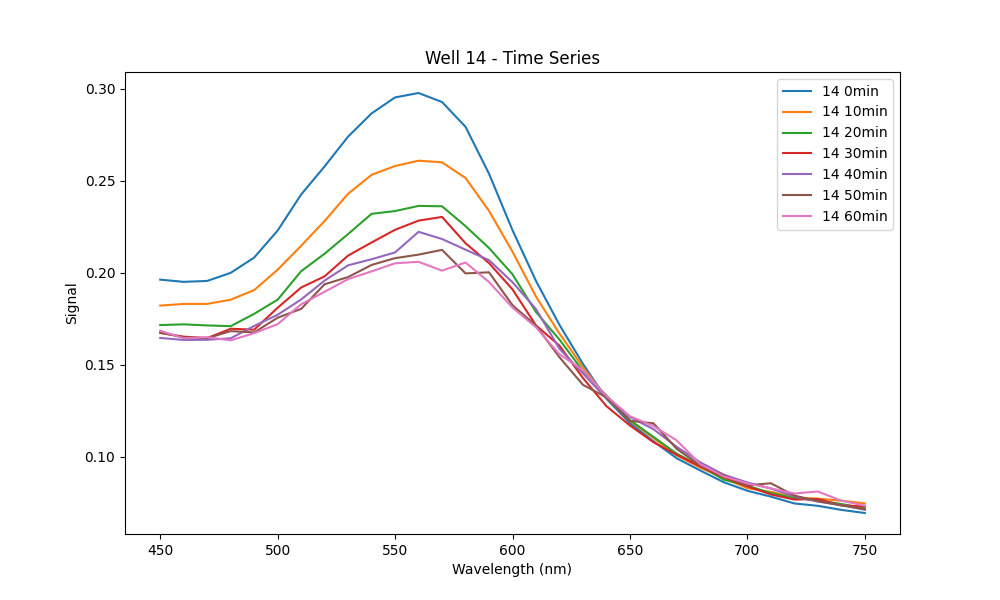 Well 14 - Time Series
0.30
0.25
0.20
0.15
0.10
Signal
450 500 550 600 650 700 750
Wavelength (nm)
14 0min
14 10min
14 20min
14 30min
14 40min
14 50min
14 60min